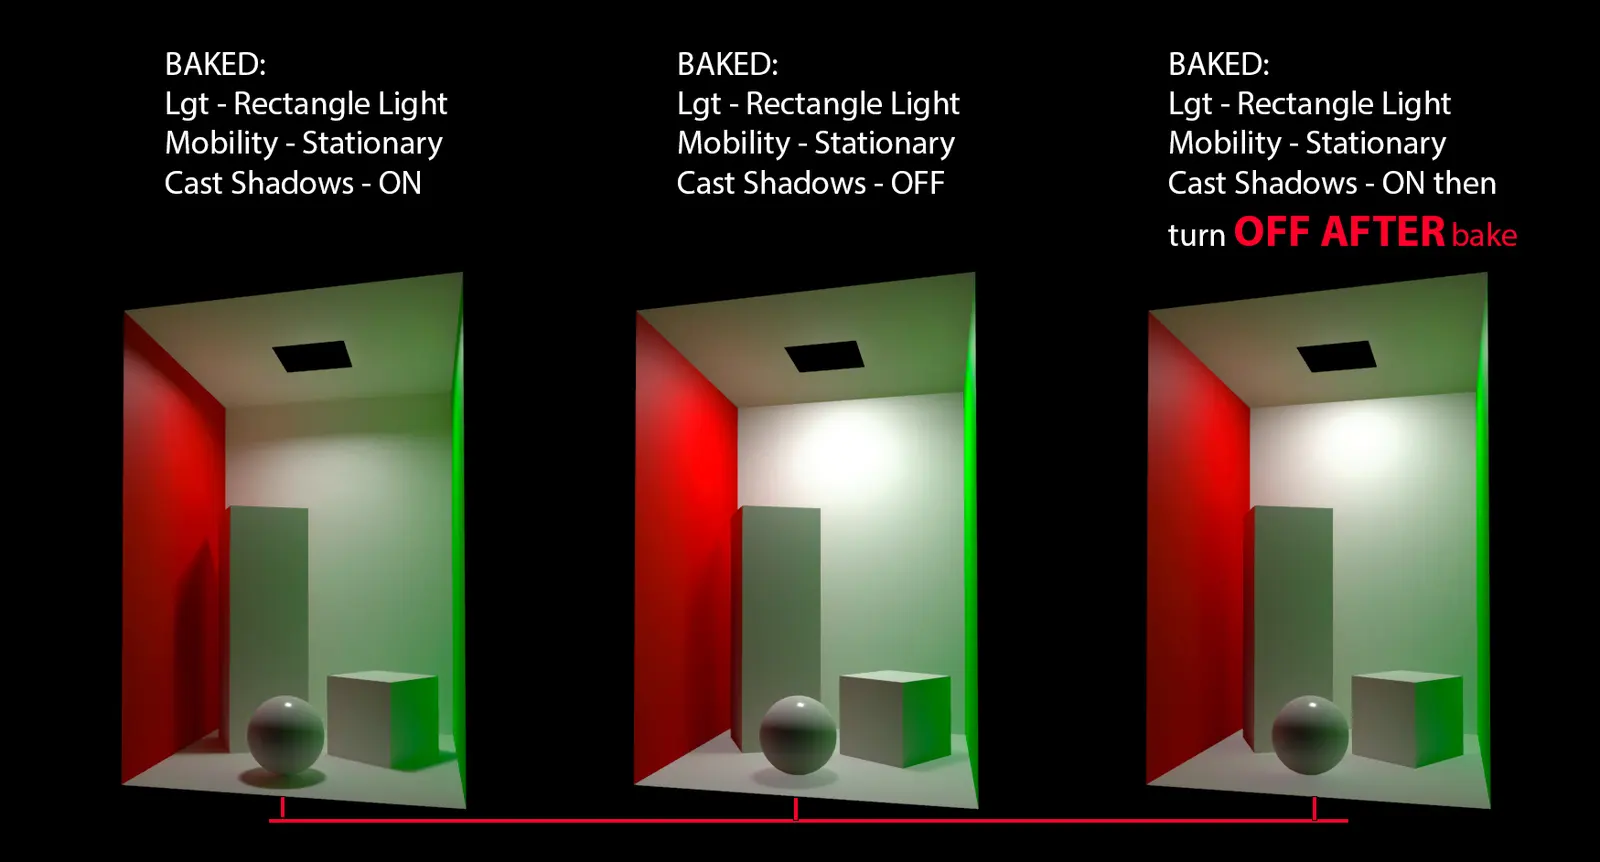 BAKED:
Lgt - Rectangle Light
Mobility - Stationary
Cast Shadows - ON
BAKED:
Lgt - Rectangle Light
Mobility - Stationary
Cast Shadows - OFF
BAKED:
Lgt - Rectangle Light
Mobility - Stationary
Cast Shadows - ON then
turn OFF AFTER bake